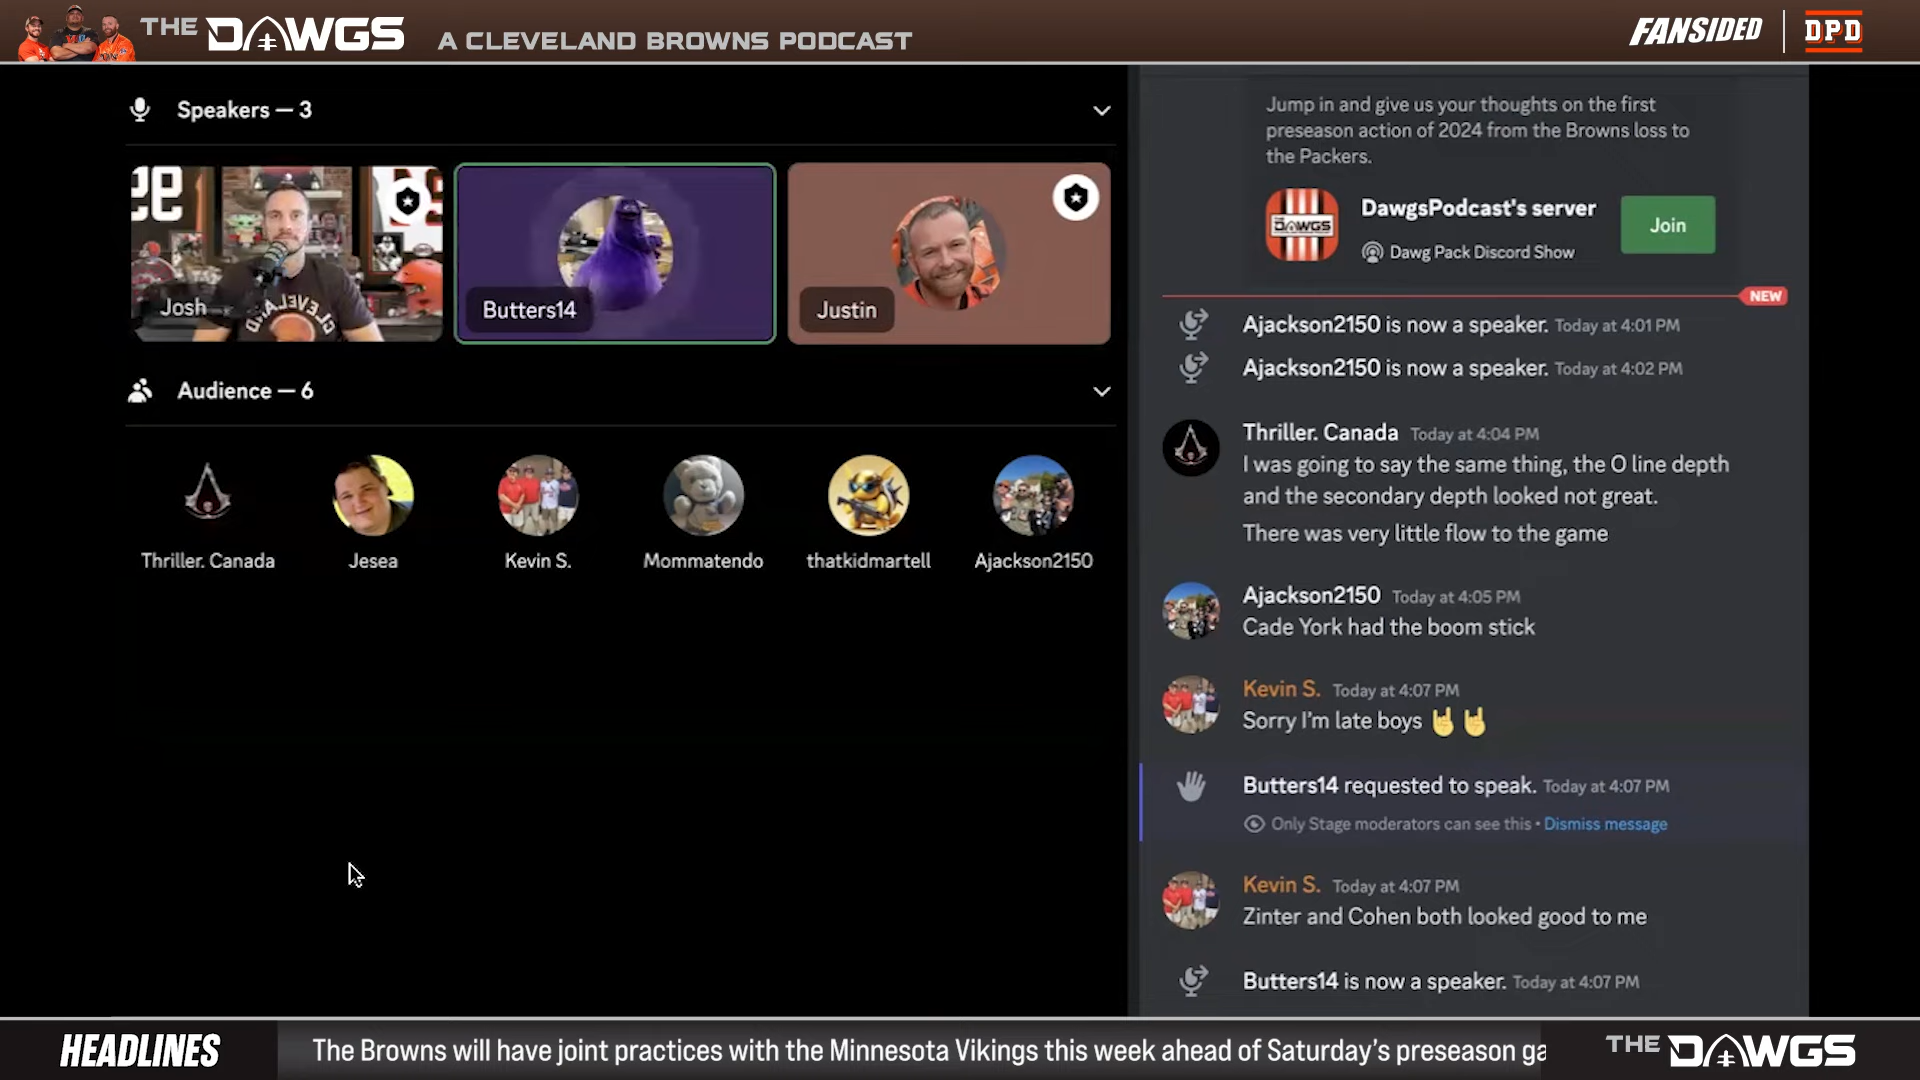 THE DAWGS
A CLEVELAND BROWNS PODCAST
FANSIDED
DPD
Speakers — 3
Josh
CLEVELAND
Butters14
Justin
Audience — 6
Thriller. Canada
Jesea
Kevin S.
Mommatendo
thatkidmartell
Ajackson2150
Jump in and give us your thoughts on the first
preseason action of 2024 from the Browns loss to
the Packers.
THE DAWGS
DawgsPodcast's server
Dawg Pack Discord Show
Join
NEW
Ajackson2150 is now a speaker. Today at 4:01 PM
Ajackson2150 is now a speaker. Today at 4:02 PM
Thriller. Canada Today at 4:04 PM
I was going to say the same thing, the O line depth
and the secondary depth looked not great.
There was very little flow to the game
Ajackson2150 Today at 4:05 PM
Cade York had the boom stick
Kevin S. Today at 4:07 PM
Sorry I'm late boys 🤘 🤘
Butters14 requested to speak. Today at 4:07 PM
Only Stage moderators can see this • Dismiss message
Kevin S. Today at 4:07 PM
Zinter and Cohen both looked good to me
Butters14 is now a speaker. Today at 4:07 PM
HEADLINES
The Browns will have joint practices with the Minnesota Vikings this week ahead of Saturday's preseason ga
THE DAWGS